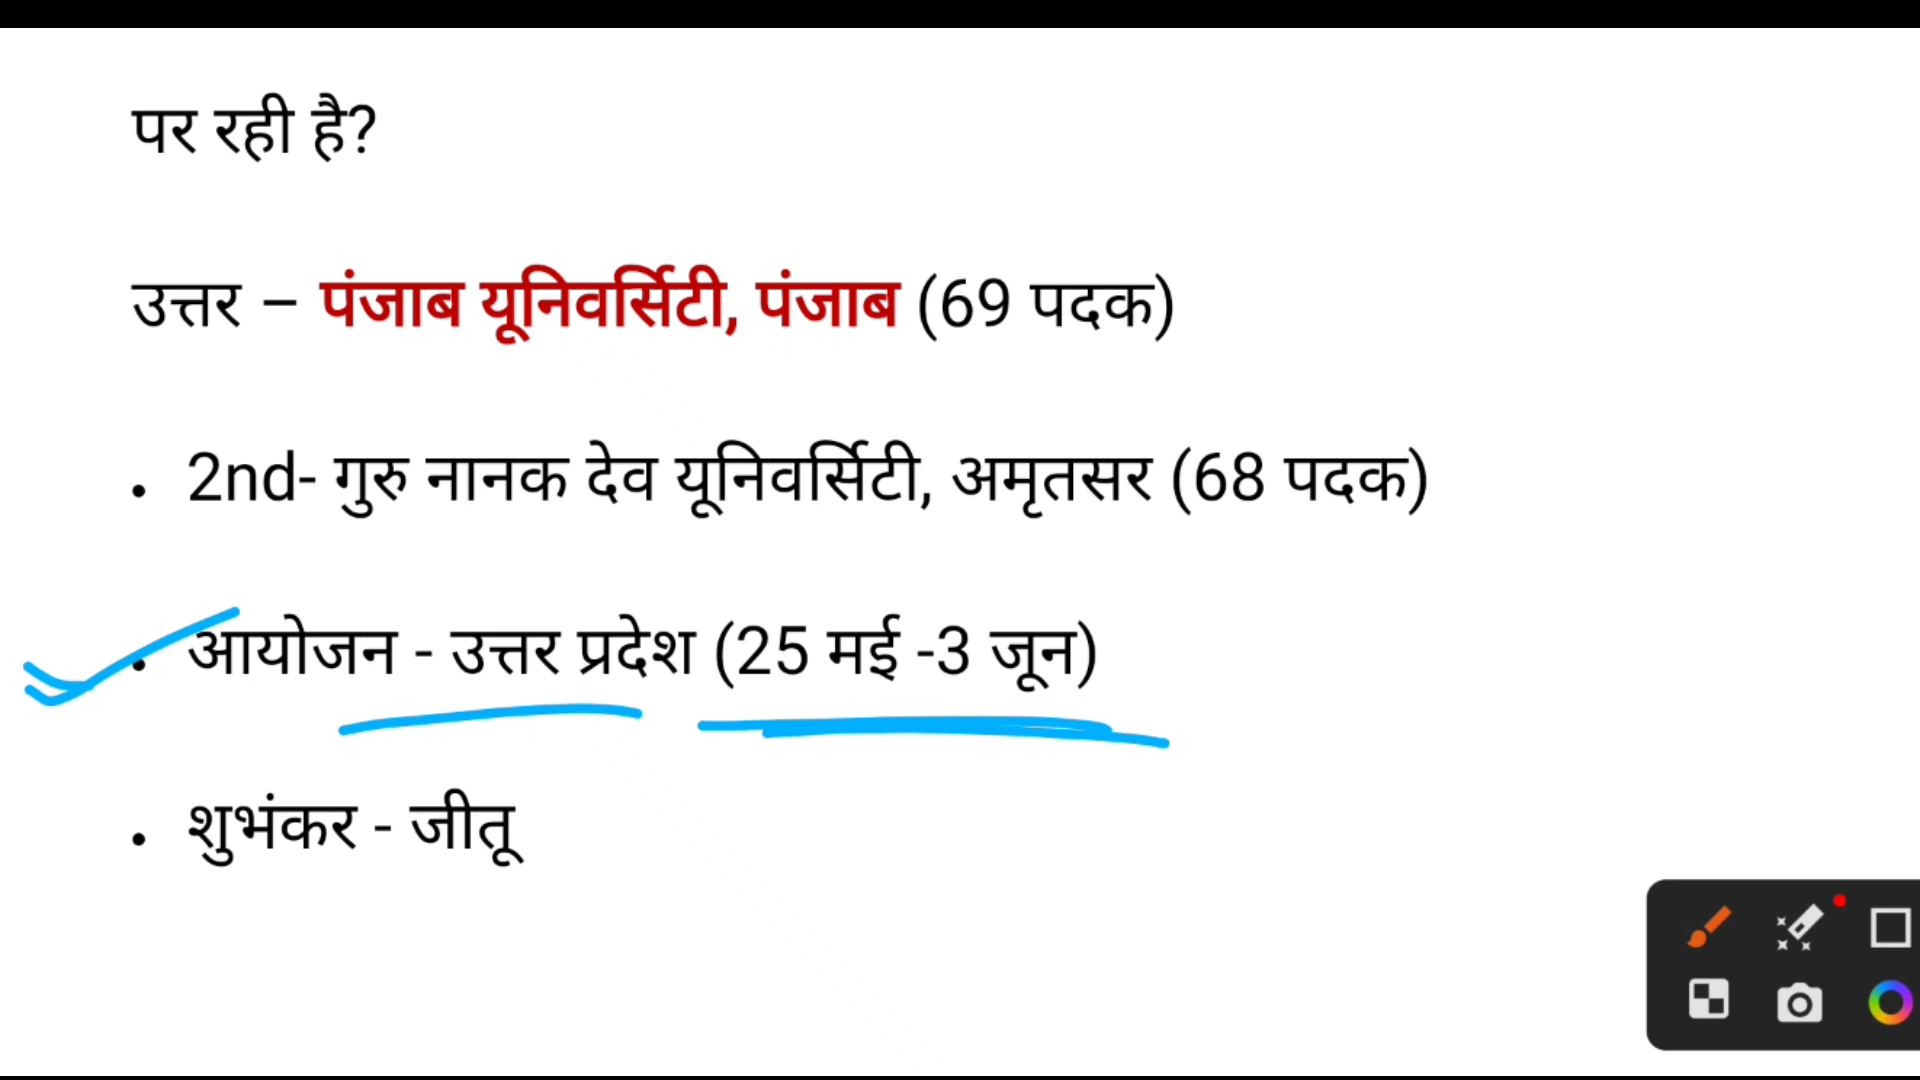 पर रही है?
उत्तर – पंजाब यूनिवर्सिटी, पंजाब (69 पदक)
• 2nd- गुरु नानक देव यूनिवर्सिटी, अमृतसर (68 पदक)
• आयोजन - उत्तर प्रदेश (25 मई -3 जून)
• शुभंकर - जीतू